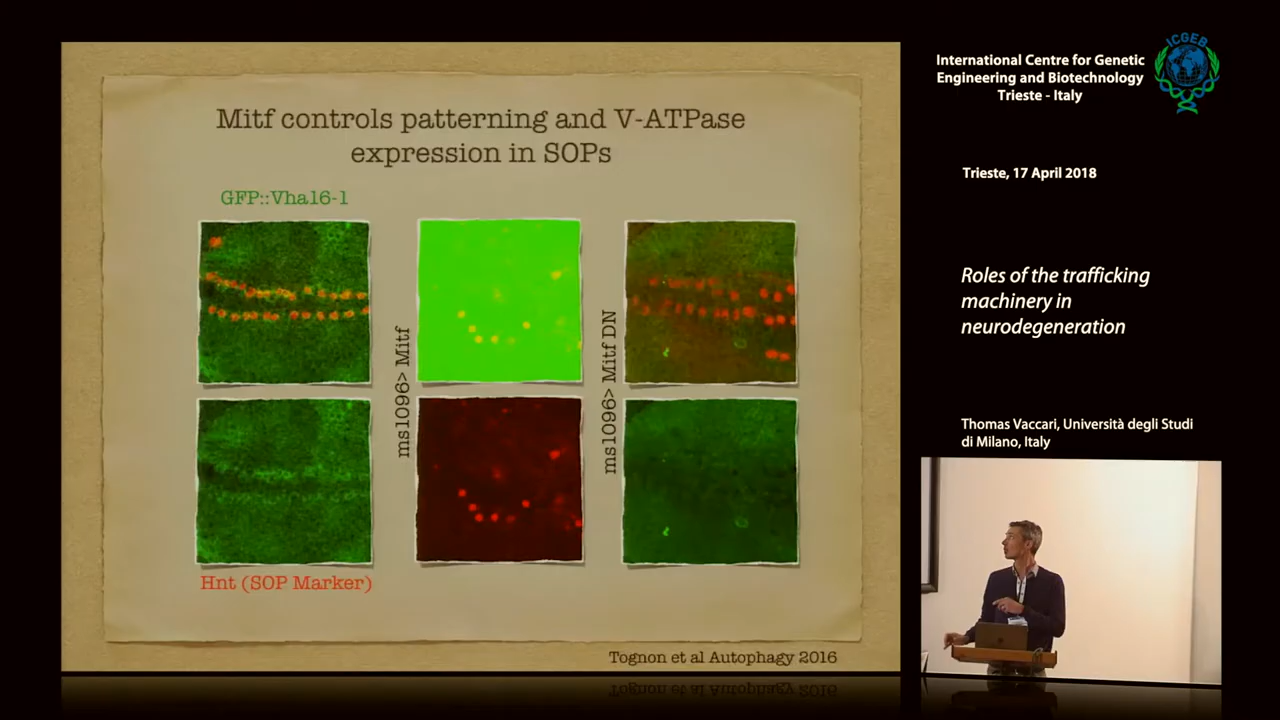 Mitf controls patterning and V-ATPase
expression in SOPs
GFP::Vha16-1
ms1096> Mitf
ms1096> Mitf DN
Hnt (SOP Marker)
Tognon et al Autophagy 2016
International Centre for Genetic
Engineering and Biotechnology
Trieste - Italy
ICGEB
Trieste, 17 April 2018
Roles of the trafficking
machinery in
neurodegeneration
Thomas Vaccari, Università degli Studi
di Milano, Italy